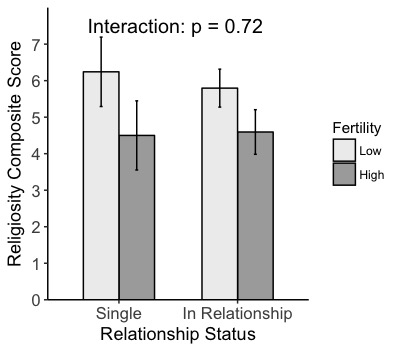 Interaction: p = 0.72
Religiosity Composite Score
7
6
5
4
3
2
1
0
Single
In Relationship
Relationship Status
Fertility
Low
High